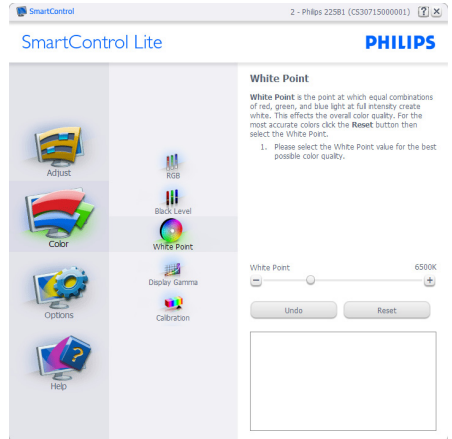 SmartControl
2 - Philips 225B1 (CS30715000001)
SmartControl Lite
PHILIPS
Adjust
Color
Options
Help
RGB
Black Level
White Point
Display Gamma
Calibration
White Point
White Point is the point at which equal combinations
of red, green, and blue light at full intensity create
white. This effects the overall color quality. For the
most accurate colors click the Reset button then
select the White Point.
1. Please select the White Point value for the best
possible color quality.
White Point 6500K
Undo Reset